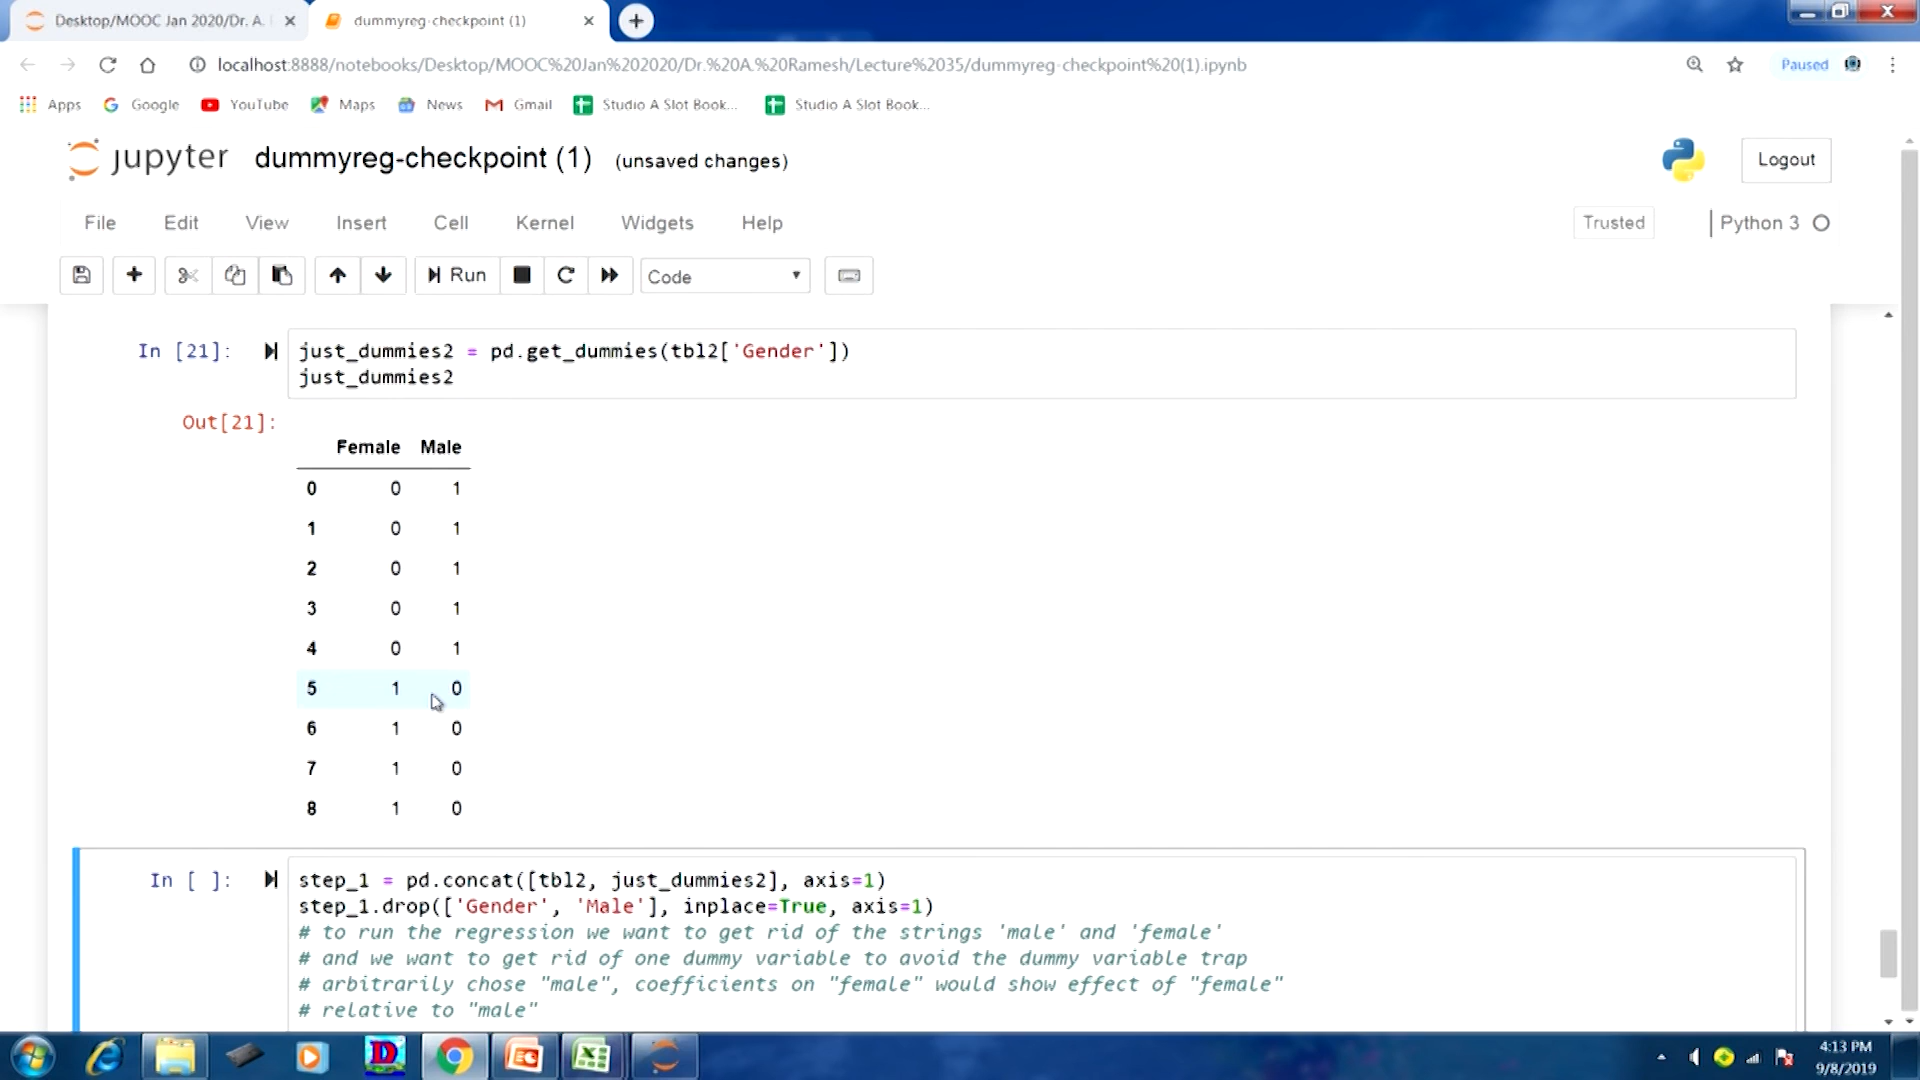 Desktop/MOOC Jan 2020/Dr. A.
dummyreg-checkpoint (1)
localhost:8888/notebooks/Desktop/MOOC%20Jan%202020/Dr.%20A.%20Ramesh/Lecture%2035/dummyreg-checkpoint%20(1).ipynb
Paused
Apps Google YouTube Maps News Gmail Studio A Slot Book... Studio A Slot Book...
jupyter dummyreg-checkpoint (1) (unsaved changes)
Logout
File Edit View Insert Cell Kernel Widgets Help
Trusted
Python 3
Run
Code
In [21]: just_dummies2 = pd.get_dummies(tbl2['Gender'])
just_dummies2
Out[21]:
Female Male
0 0 1
1 0 1
2 0 1
3 0 1
4 0 1
5 1 0
6 1 0
7 1 0
8 1 0
In [ ]: step_1 = pd.concat([tbl2, just_dummies2], axis=1)
step_1.drop(['Gender', 'Male'], inplace=True, axis=1)
# to run the regression we want to get rid of the strings 'male' and 'female'
# and we want to get rid of one dummy variable to avoid the dummy variable trap
# arbitrarily chose "male", coefficients on "female" would show effect of "female"
# relative to "male"
4:13 PM
9/8/2019